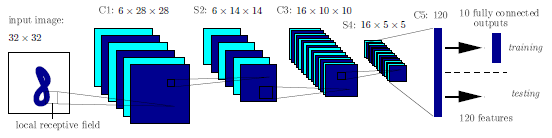 input image:
32 × 32
C1: 6 × 28 × 28
S2: 6 × 14 × 14
C3: 16 × 10 × 10
S4: 16 × 5 × 5
C5: 120
10 fully connected
outputs
training
testing
120 features
local receptive field